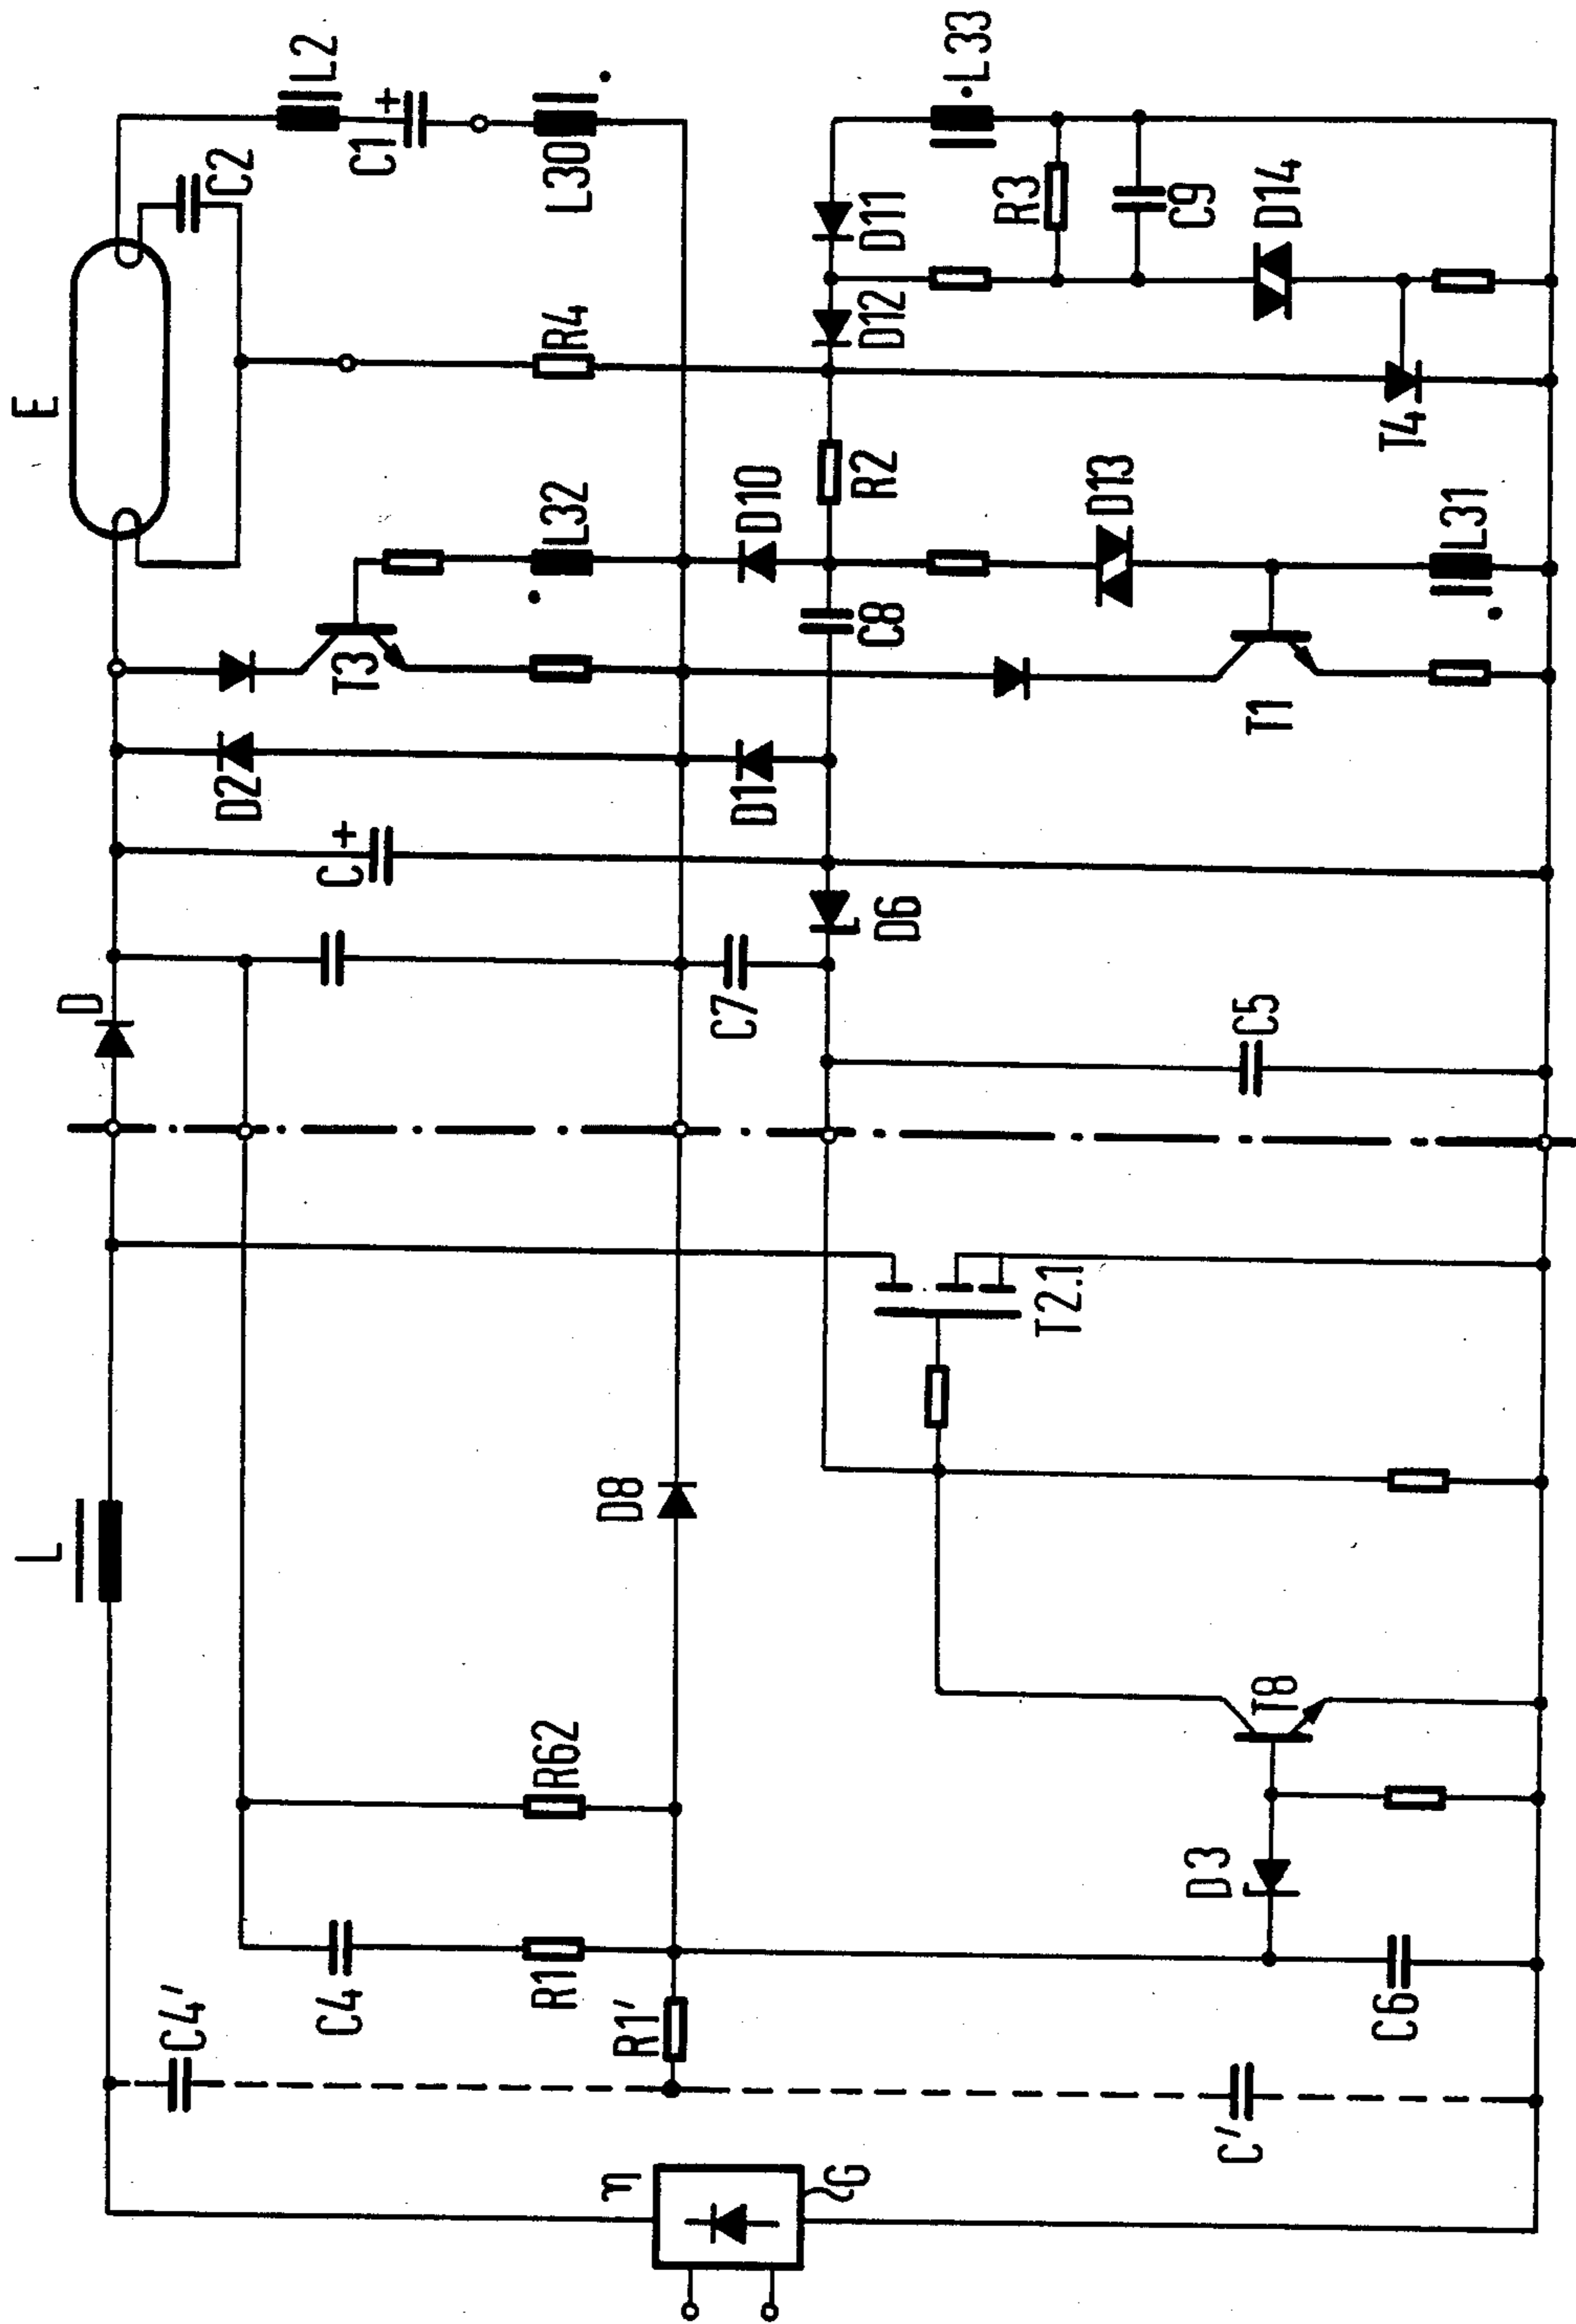 E
L2
C2
C1
+
L30
L33
D11
R3
C9
D14
D12
R4
T4
L32
D10
R2
D13
L31
T3
C8
T1
D2
D1
C
+
D6
D
C7
C5
T2.1
L
D8
R62
T8
D3
C4
R1
C6
C4'
R1'
C'
η
G